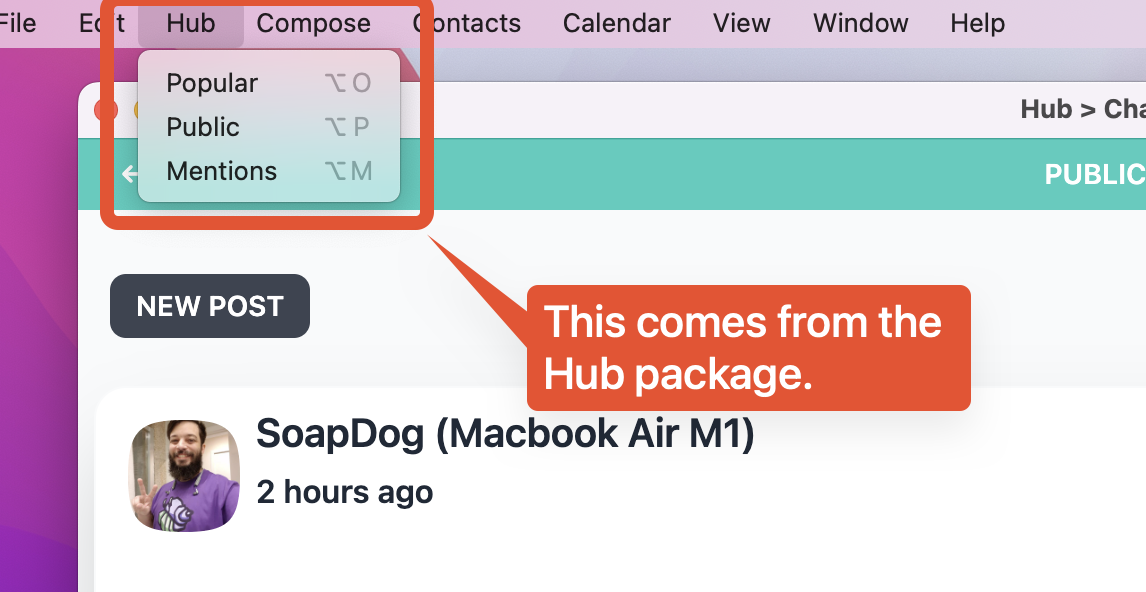 File Edit Hub Compose Contacts Calendar View Window Help
Popular ⌥O
Public ⌥P
Mentions ⌥M
Hub > Cha
PUBLIC
NEW POST
This comes from the
Hub package.
SoapDog (Macbook Air M1)
2 hours ago